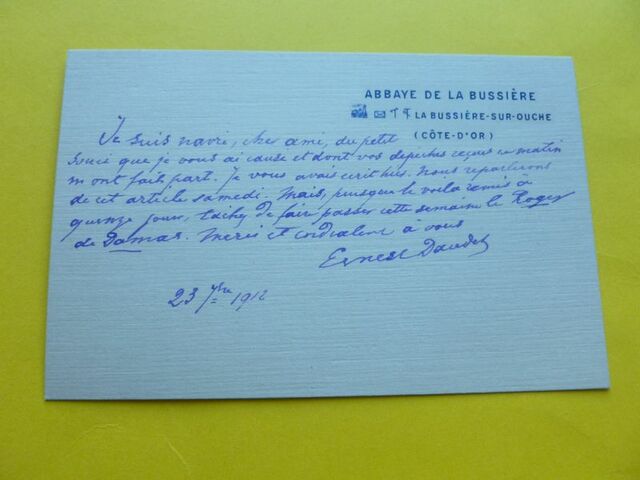 ABBAYE DE LA BUSSIÈRE
LA BUSSIÈRE-SUR-OUCHE
(CÔTE-D'OR)
Je suis navré, cher ami, du petit
souci que je vous ai causé et dont vos depeches reçues ce matin
m'ont fait part. Je vous avais écrit hier. Nous reparlerons
de cet article samedi. Mais, puisque le voilà remis à
quinze jours, tachez de faire passer cette semaine le Roger
de Damas. Merci et cordialement à vous
Ernest Daudet
23 7bre 1912